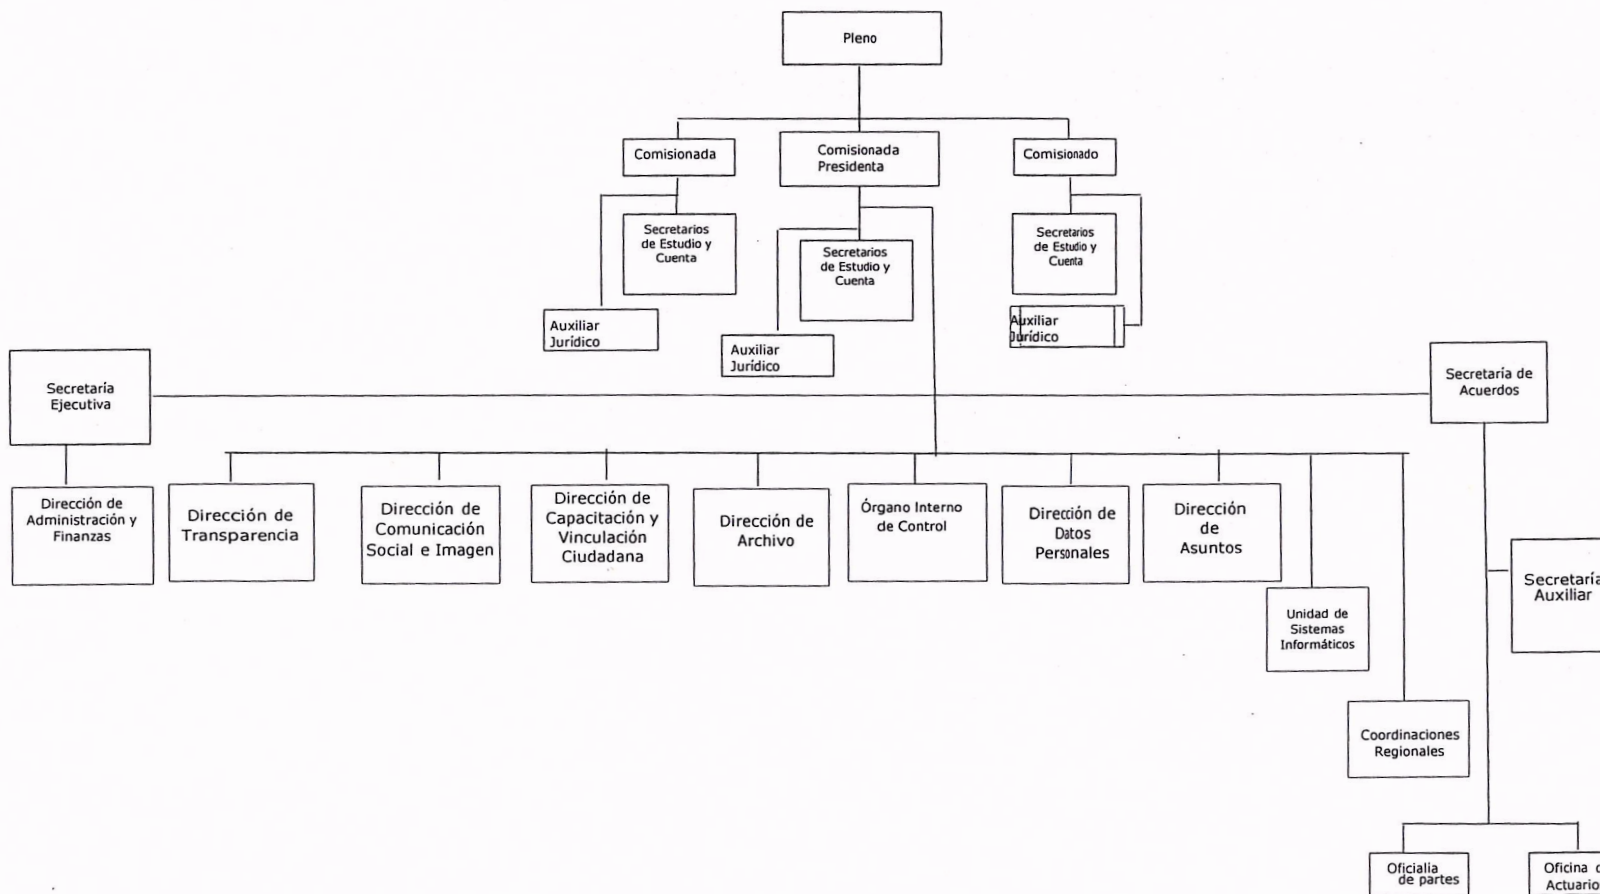 Pleno
Comisionada
Comisionada
Presidenta
Comisionado
Secretarios
de Estudio y
Cuenta
Secretarios
de Estudio y
Cuenta
Secretarios
de Estudio y
Cuenta
Auxiliar
Jurídico
Auxiliar
Jurídico
Auxiliar
Jurídico
Secretaría
Ejecutiva
Secretaría de
Acuerdos
Dirección de
Administración y
Finanzas
Dirección de
Transparencia
Dirección de
Comunicación
Social e Imagen
Dirección de
Capacitación y
Vinculación
Ciudadana
Dirección de
Archivo
Órgano Interno
de Control
Dirección de
Datos
Personales
Dirección
de
Asuntos
Secretaría
Auxiliar
Unidad de
Sistemas
Informáticos
Coordinaciones
Regionales
Oficialia
de partes
Oficina
Actuario